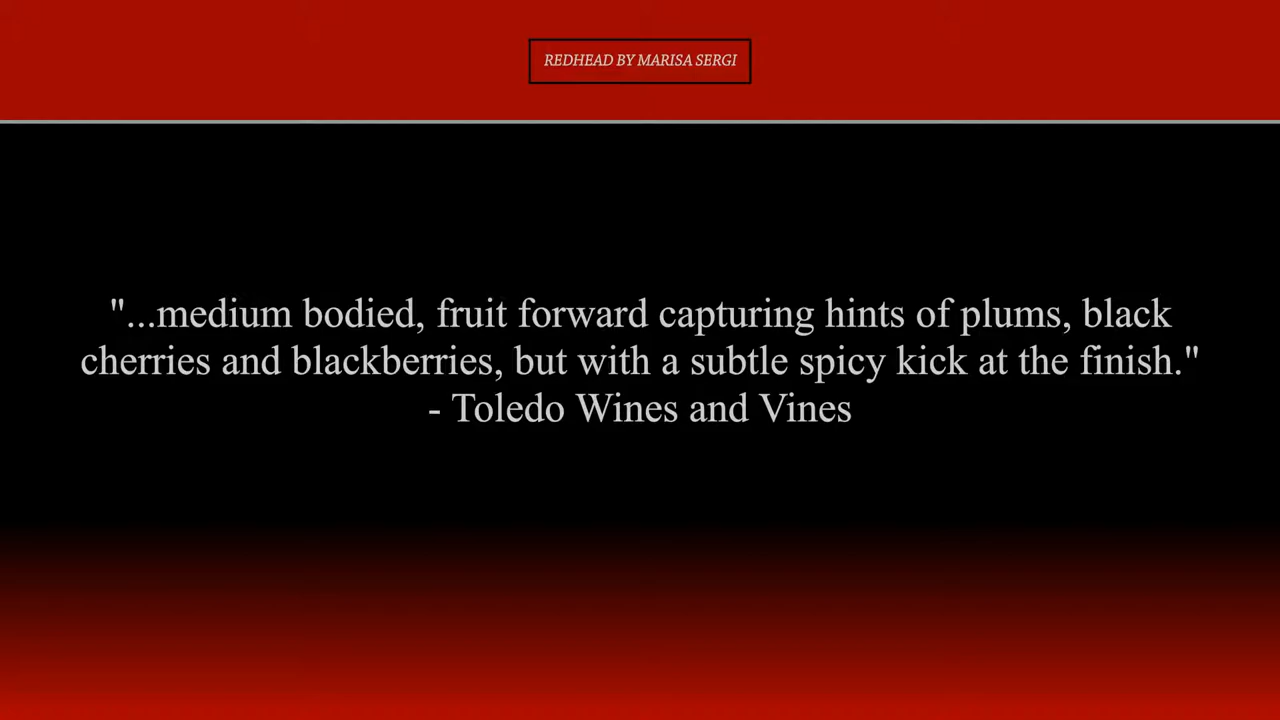 REDHEAD BY MARISA SERGI
"...medium bodied, fruit forward capturing hints of plums, black
cherries and blackberries, but with a subtle spicy kick at the finish."
- Toledo Wines and Vines